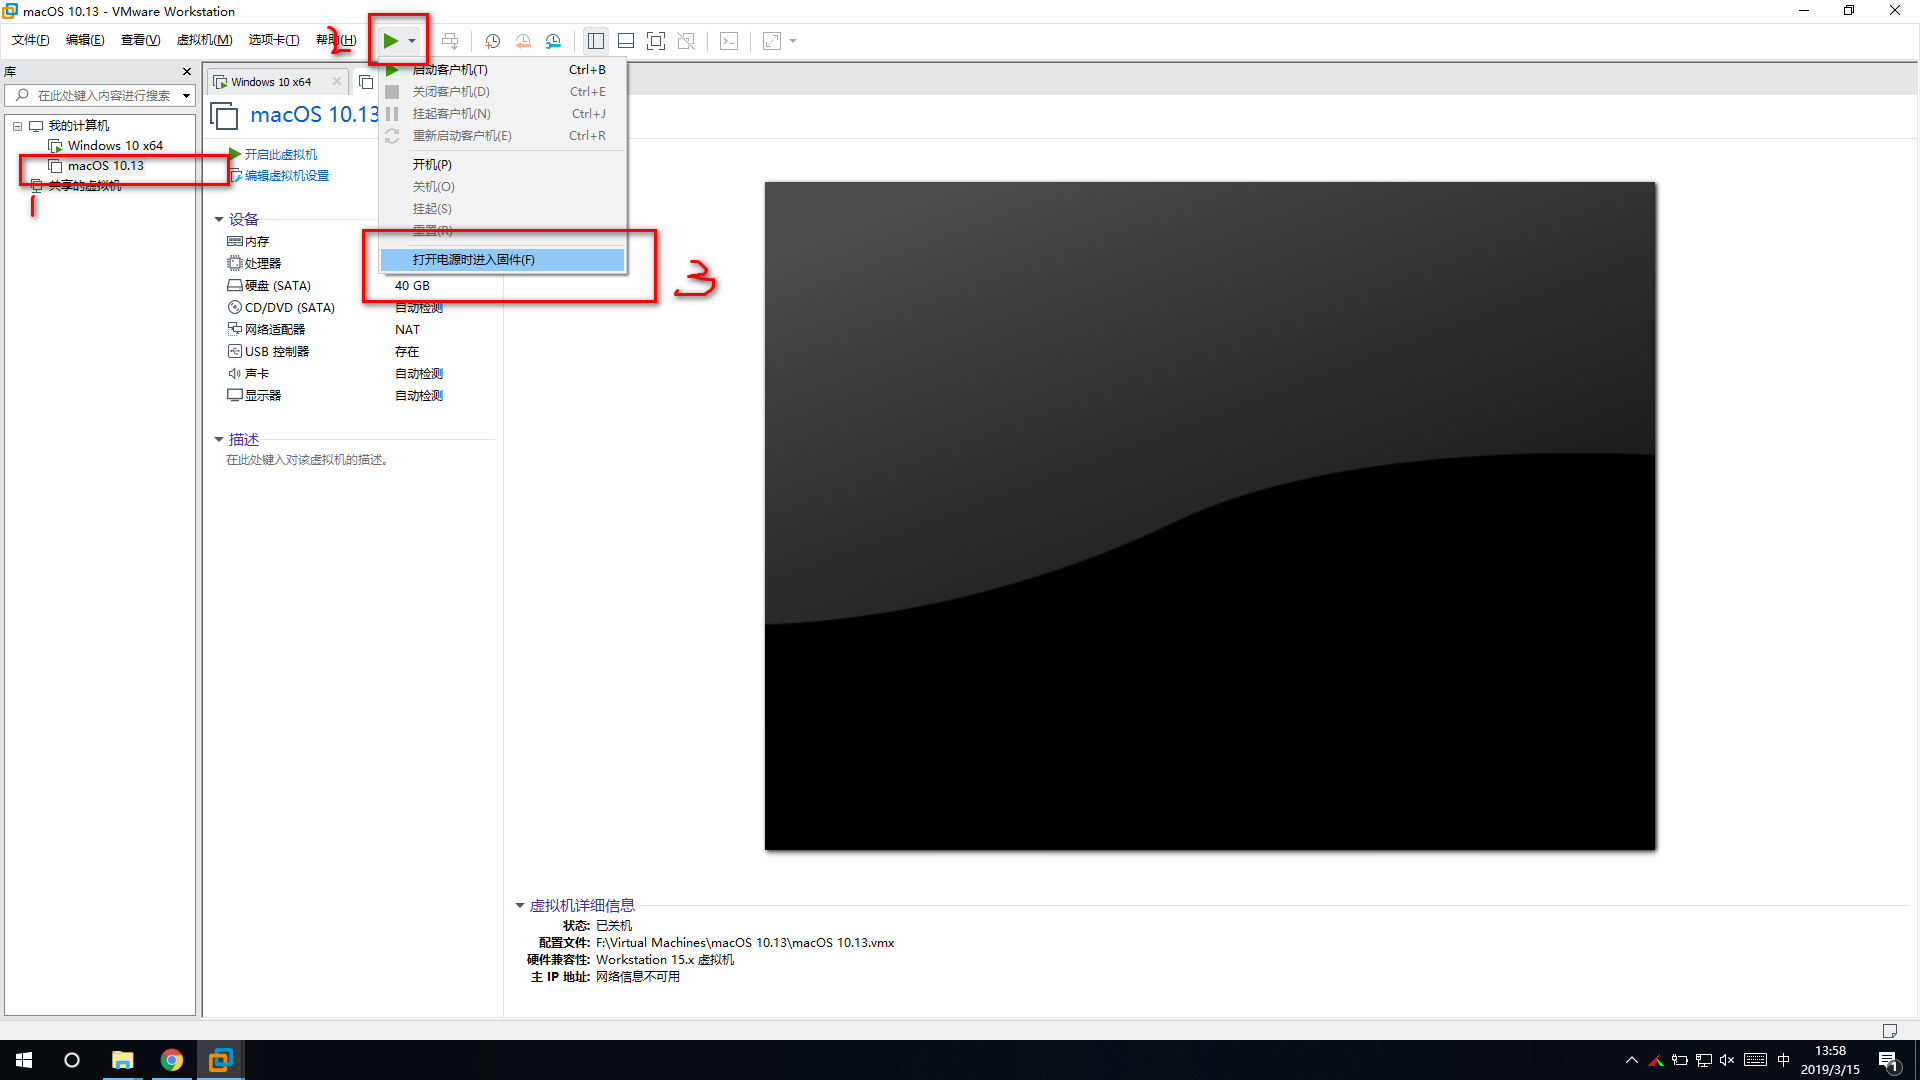 macOS 10.13 - VMware Workstation
文件(F) 编辑(E) 查看(V) 虚拟机(M) 选项卡(T) 帮助(H)
2
库
在此处键入内容进行搜索
我的计算机
Windows 10 x64
macOS 10.13
共享的虚拟机
1
Windows 10 x64
macOS 10.13
开启此虚拟机
编辑虚拟机设置
启动客户机(T) Ctrl+B
关闭客户机(D) Ctrl+E
挂起客户机(N) Ctrl+J
重新启动客户机(E) Ctrl+R
开机(P)
关机(O)
挂起(S)
重置(R)
打开电源时进入固件(F)
3
设备
内存
处理器
硬盘 (SATA) 40 GB
CD/DVD (SATA) 自动检测
网络适配器 NAT
USB 控制器 存在
声卡 自动检测
显示器 自动检测
描述
在此处键入对该虚拟机的描述。
虚拟机详细信息
状态: 已关机
配置文件: F:\Virtual Machines\macOS 10.13\macOS 10.13.vmx
硬件兼容性: Workstation 15.x 虚拟机
主 IP 地址: 网络信息不可用
中
13:58
2019/3/15
1